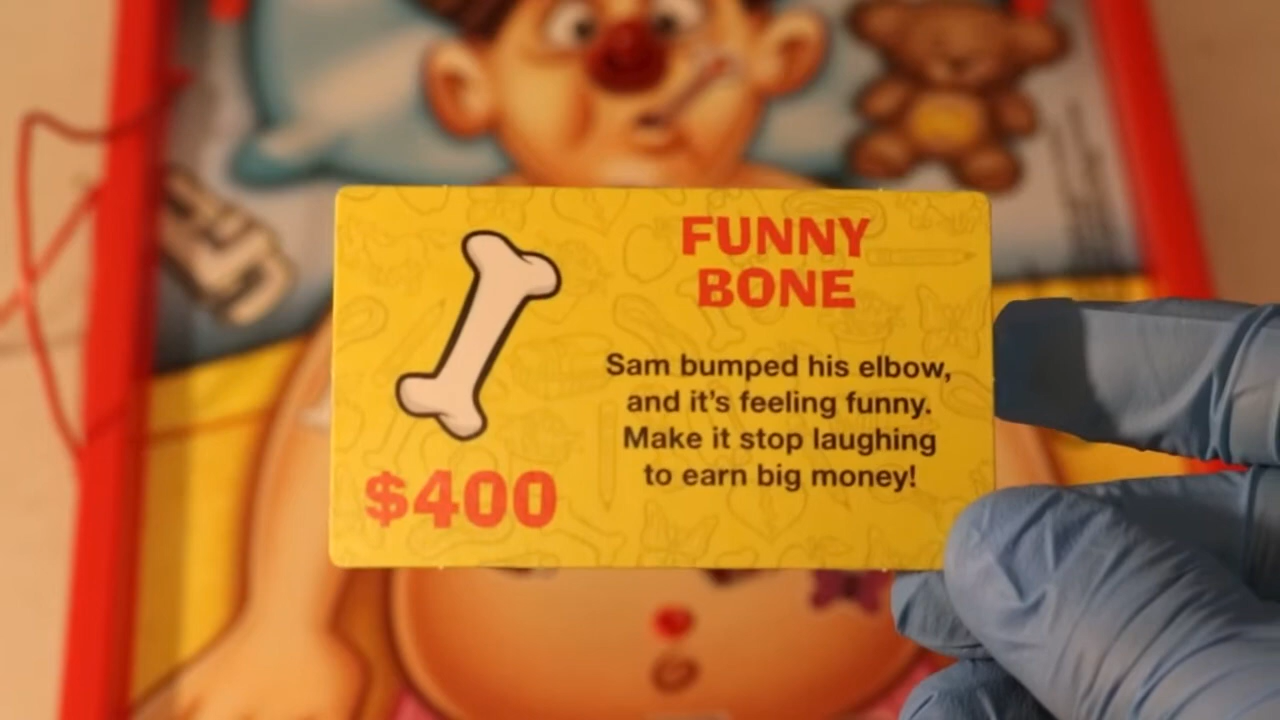 FUNNY
BONE
Sam bumped his elbow,
and it's feeling funny.
Make it stop laughing
to earn big money!
$400